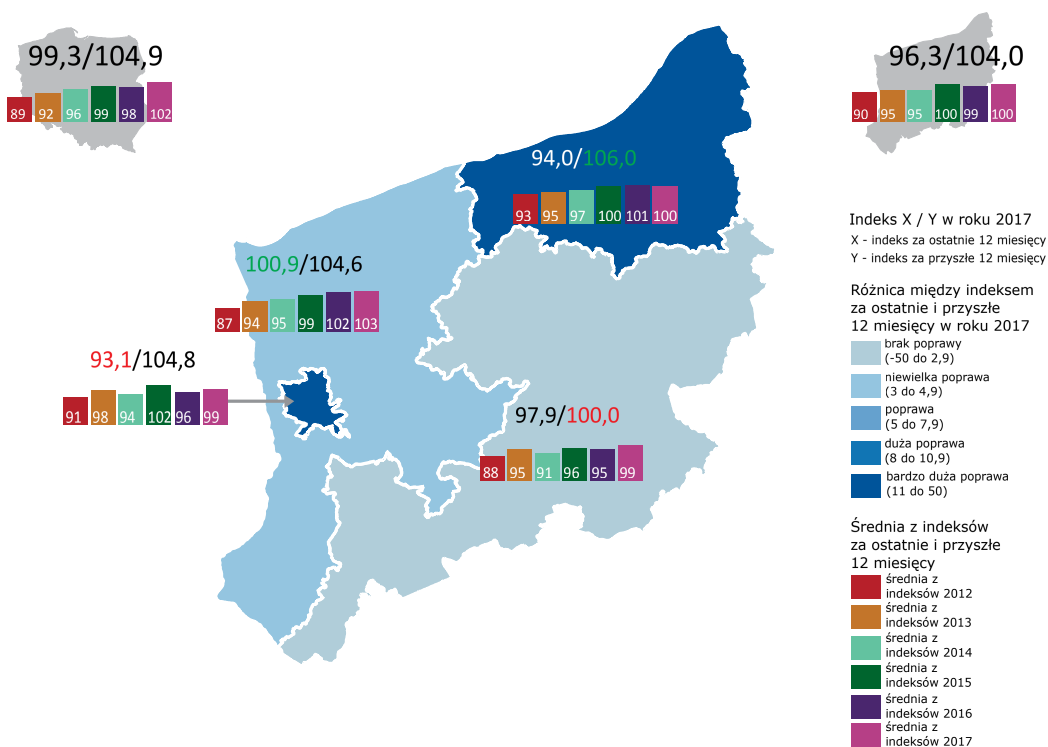 99,3/104,9
89 92 96 99 98 102
96,3/104,0
90 95 95 100 99 100
94,0/106,0
93 95 97 100 101 100
100,9/104,6
87 94 95 99 102 103
93,1/104,8
91 98 94 102 96 99
97,9/100,0
88 95 91 96 95 99
Indeks X / Y w roku 2017
X - indeks za ostatnie 12 miesięcy
Y - indeks za przyszłe 12 miesięcy
Różnica między indeksem
za ostatnie i przyszłe
12 miesięcy w roku 2017
brak poprawy
(-50 do 2,9)
niewielka poprawa
(3 do 4,9)
poprawa
(5 do 7,9)
duża poprawa
(8 do 10,9)
bardzo duża poprawa
(11 do 50)
Średnia z indeksów
za ostatnie i przyszłe
12 miesięcy
średnia z
indeksów 2012
średnia z
indeksów 2013
średnia z
indeksów 2014
średnia z
indeksów 2015
średnia z
indeksów 2016
średnia z
indeksów 2017